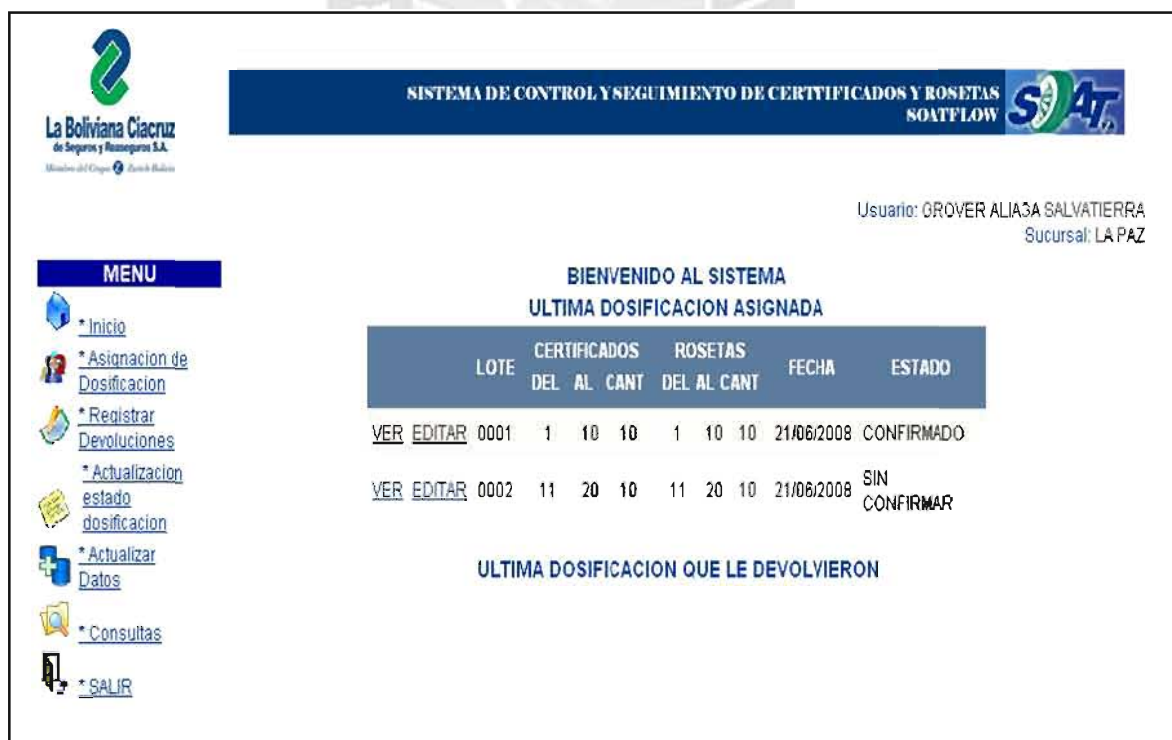 La Boliviana Ciacruz
de Seguros y Reaseguros S.A.
SISTEMA DE CONTROL Y SEGUIMIENTO DE CERTTIFICADOS Y ROSETAS
SOATFLOW
SOAT
Usuario: GROVER ALIAGA SALVATIERRA
Sucursal: LA PAZ
MENU
* Inicio
* Asignacion de
Dosificacion
* Registrar
Devoluciones
* Actualizacion
estado
dosificacion
* Actualizar
Datos
* Consultas
* SALIR
BIENVENIDO AL SISTEMA
ULTIMA DOSIFICACION ASIGNADA
LOTE CERTIFICADOS ROSETAS FECHA ESTADO
DEL AL CANT DEL AL CANT
VER EDITAR 0001 1 10 10 1 10 10 21/06/2008 CONFIRMADO
VER EDITAR 0002 11 20 10 11 20 10 21/06/2008 SIN
CONFIRMAR
ULTIMA DOSIFICACION QUE LE DEVOLVIERON